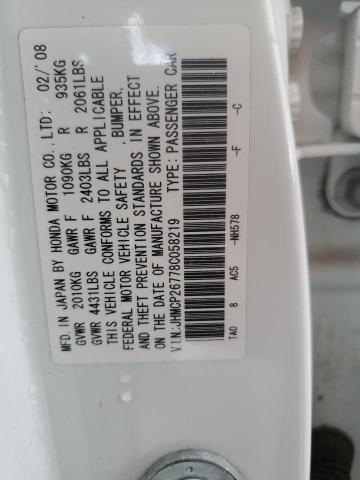 MFD. IN JAPAN BY HONDA MOTOR CO., LTD: 02/'08
GVWR 2010KG GAWR F 1090KG R 935KG
GVWR 4431LBS GAWR F 2403LBS R 2061LBS
THIS VEHICLE CONFORMS TO ALL APPLICABLE
FEDERAL MOTOR VEHICLE SAFETY , BUMPER,
AND THEFT PREVENTION STANDARDS IN EFFECT
ON THE DATE OF MANUFACTURE SHOWN ABOVE.
V.I.N:JHMCP26778C058219 TYPE: PASSENGER CAR
TA0 8 AC5 -NH578 -F -C